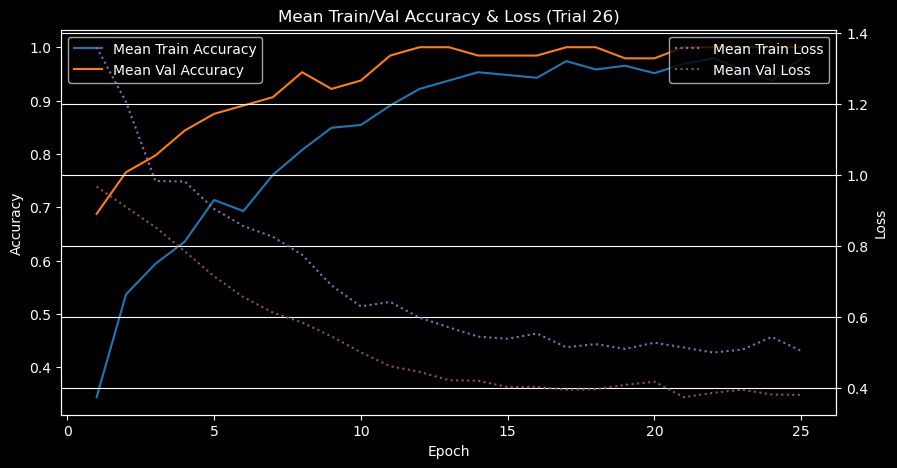 Mean Train/Val Accuracy & Loss (Trial 26)
Mean Train Accuracy
Mean Val Accuracy
Mean Train Loss
Mean Val Loss
1.0
0.9
0.8
0.7
0.6
0.5
0.4
Accuracy
1.4
1.2
1.0
0.8
0.6
0.4
Loss
0
5
10
15
20
25
Epoch